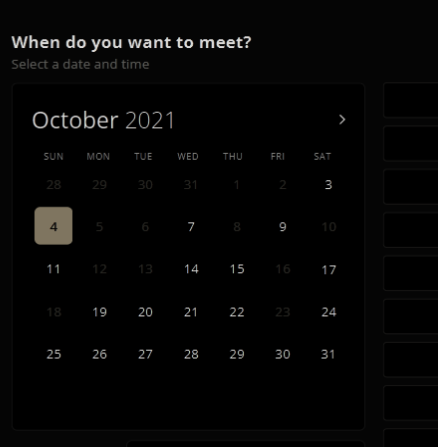 When do you want to meet?
Select a date and time
October 2021 >
SUN MON TUE WED THU FRI SAT
28 29 30 31 1 2 3
4 5 6 7 8 9 10
11 12 13 14 15 16 17
18 19 20 21 22 23 24
25 26 27 28 29 30 31